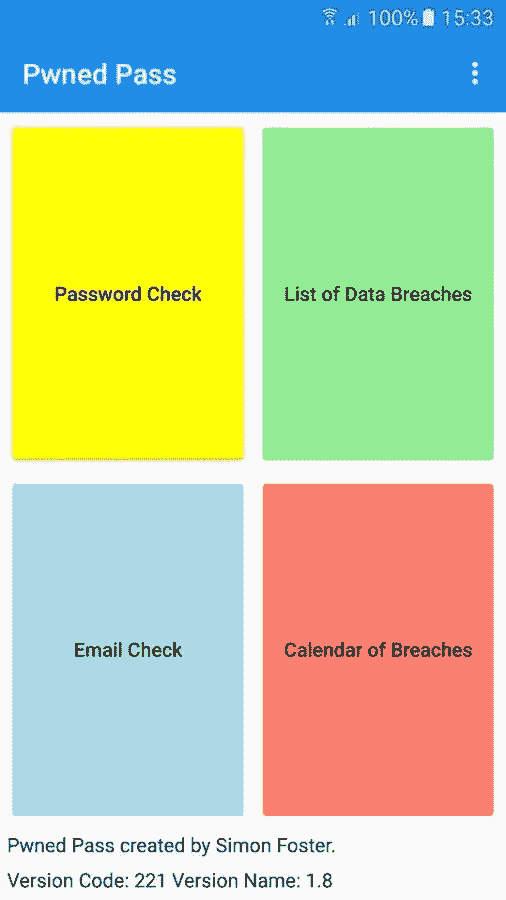 100% 15:33
Pwned Pass
Password Check
List of Data Breaches
Email Check
Calendar of Breaches
Pwned Pass created by Simon Foster.
Version Code: 221 Version Name: 1.8